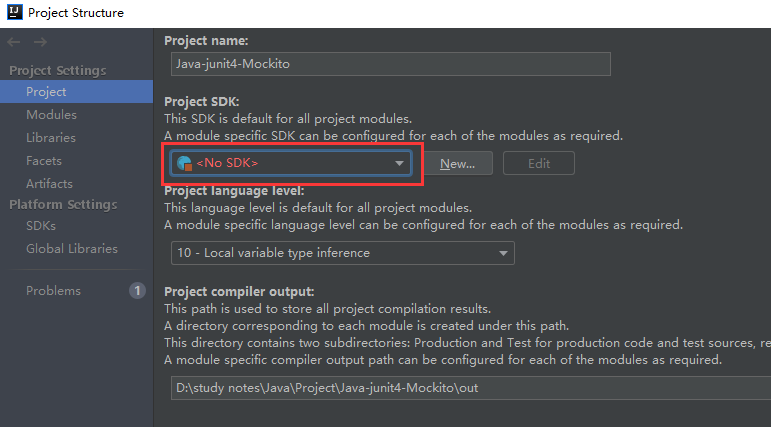 IJ
Project Structure
Project Settings
Project
Modules
Libraries
Facets
Artifacts
Platform Settings
SDKs
Global Libraries
Problems
1
Project name:
Java-junit4-Mockito
Project SDK:
This SDK is default for all project modules.
A module specific SDK can be configured for each of the modules as required.
<No SDK>
New...
Edit
Project language level:
This language level is default for all project modules.
A module specific language level can be configured for each of the modules as required.
10 - Local variable type inference
Project compiler output:
This path is used to store all project compilation results.
A directory corresponding to each module is created under this path.
This directory contains two subdirectories: Production and Test for production code and test sources, re
A module specific compiler output path can be configured for each of the modules as required.
D:\study notes\Java\Project\Java-junit4-Mockito\out